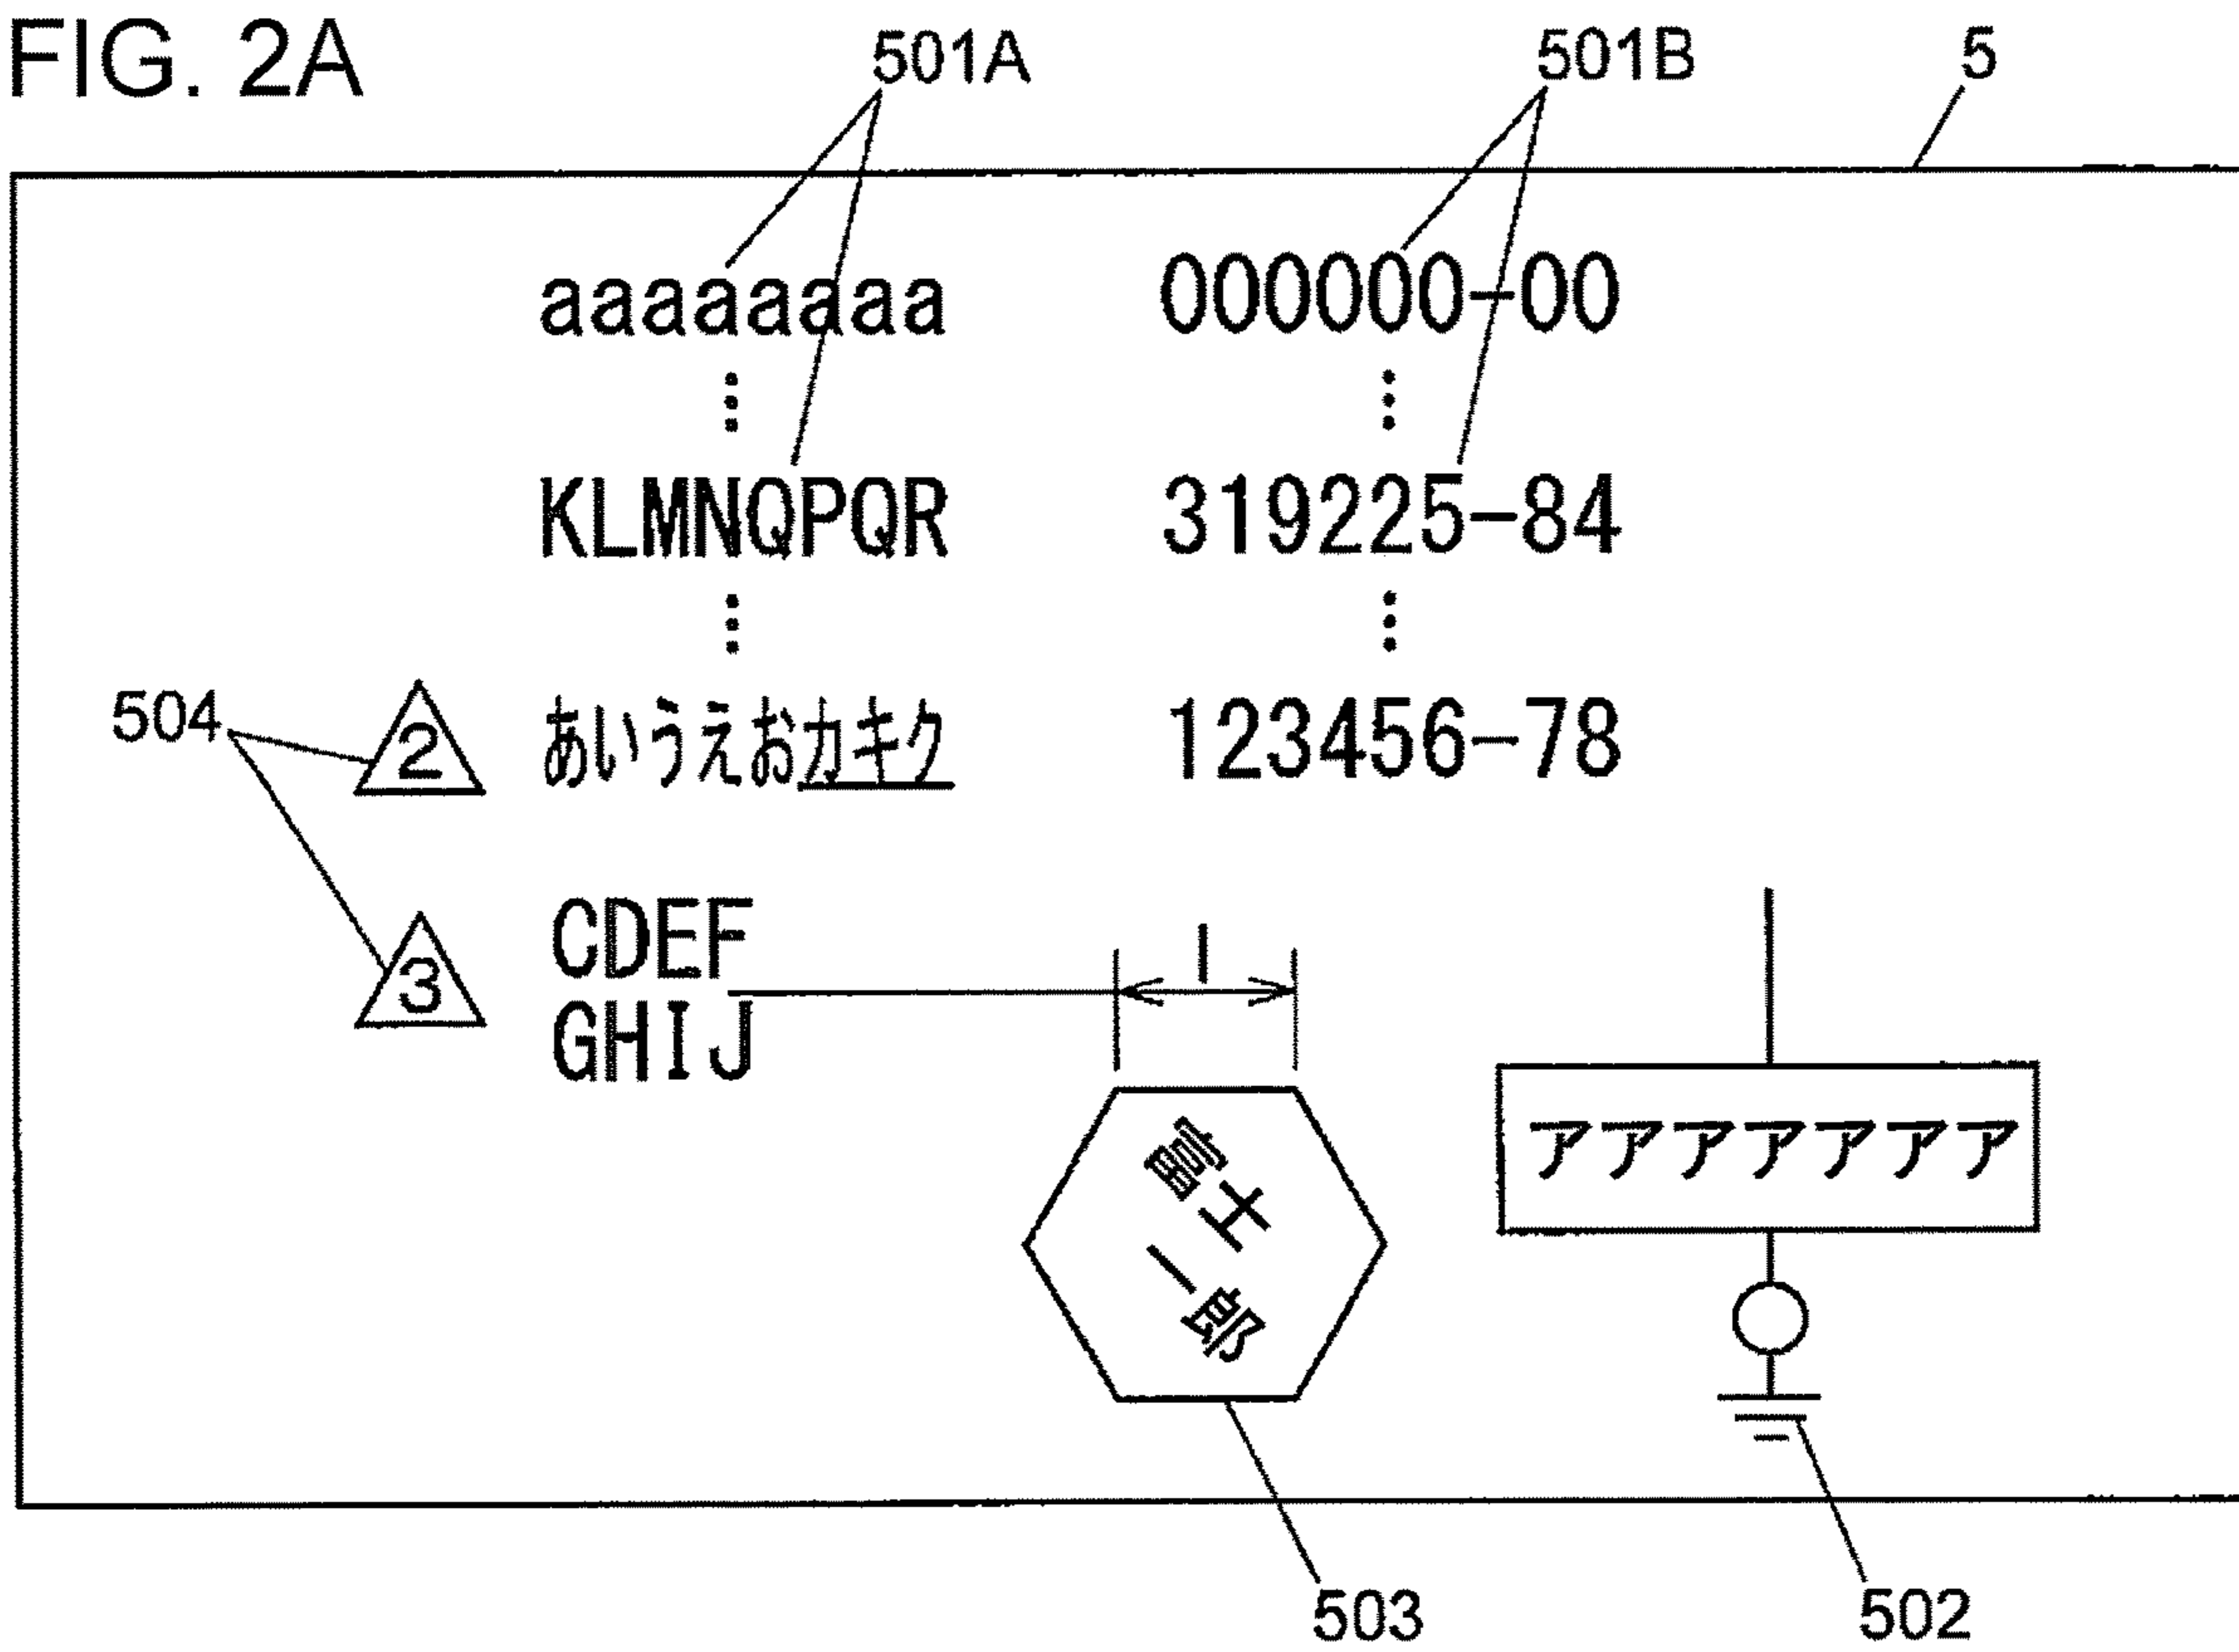 FIG. 2A
501A
501B
5
aaaaaaaa
000000-00
KLMNQPQR
319225-84
504
2
あいうえおカキク
123456-78
3
CDEF
GHIJ
l
アアアアアアア
富士
一郎
503
502